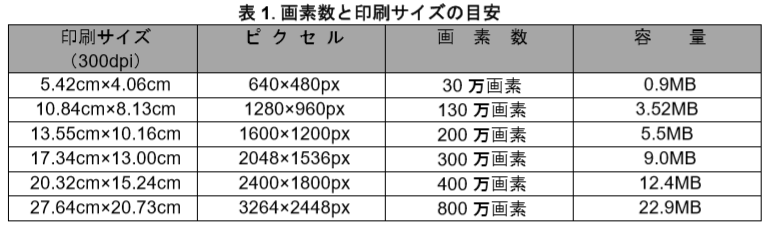 表 1. 画素数と印刷サイズの目安
印刷サイズ（300dpi） ピクセル 画素数 容量
5.42cm×4.06cm 640×480px 30 万画素 0.9MB
10.84cm×8.13cm 1280×960px 130 万画素 3.52MB
13.55cm×10.16cm 1600×1200px 200 万画素 5.5MB
17.34cm×13.00cm 2048×1536px 300 万画素 9.0MB
20.32cm×15.24cm 2400×1800px 400 万画素 12.4MB
27.64cm×20.73cm 3264×2448px 800 万画素 22.9MB